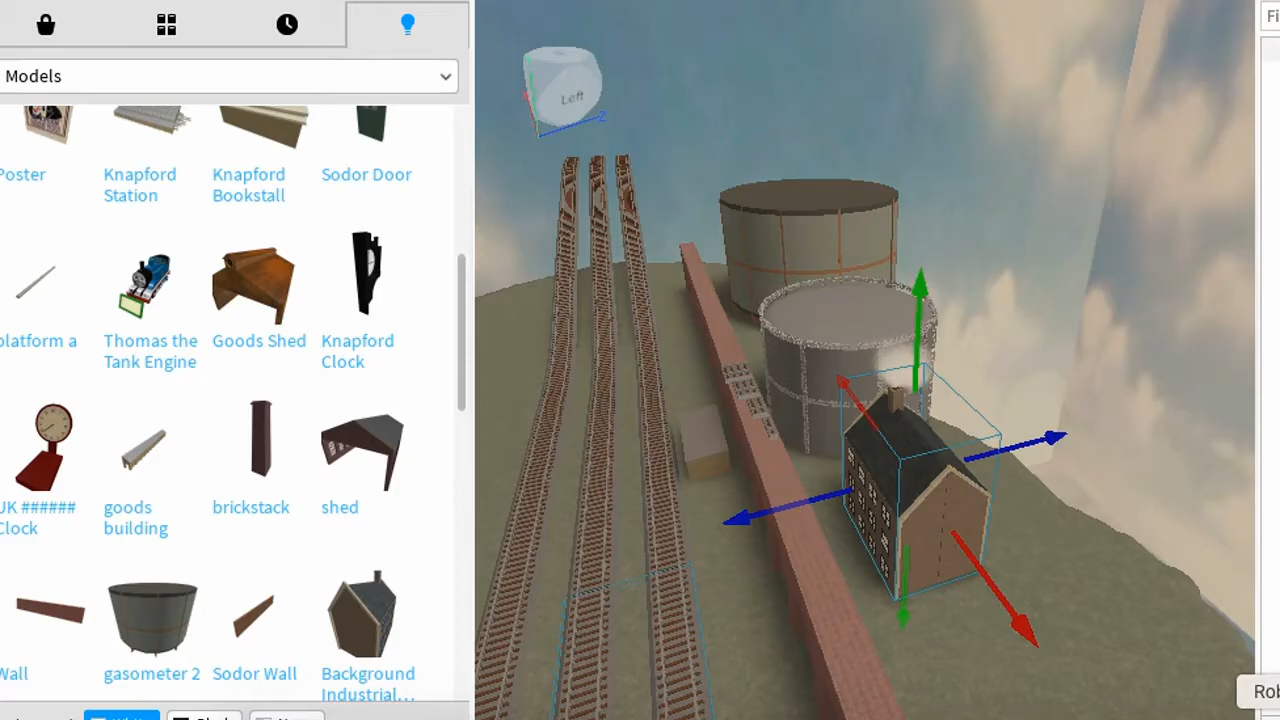 Models
Fi
Left
Z
Poster
Knapford
Station
Knapford
Bookstall
Sodor Door
platform a
Thomas the
Tank Engine
Goods Shed
Knapford
Clock
UK ######
Clock
goods
building
brickstack
shed
Wall
gasometer 2
Sodor Wall
Background
Industrial...
Rob